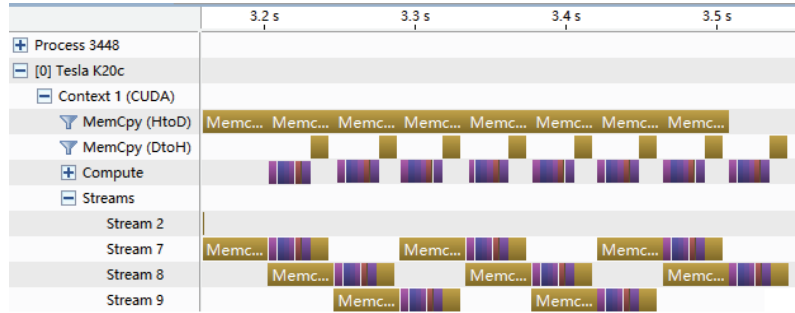 3.2 s 3.3 s 3.4 s 3.5 s
Process 3448
[0] Tesla K20c
Context 1 (CUDA)
MemCpy (HtoD) Memc... Memc... Memc... Memc... Memc... Memc... Memc... Memc...
MemCpy (DtoH)
Compute
Streams
Stream 2
Stream 7 Memc... Memc... Memc...
Stream 8 Memc... Memc... Memc...
Stream 9 Memc... Memc...